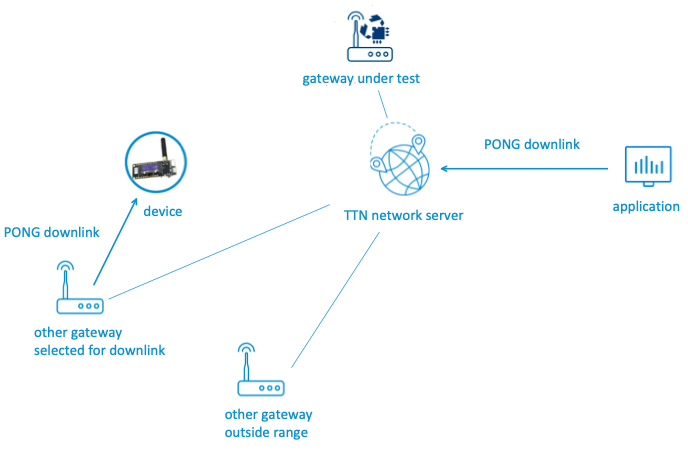 gateway under test
PONG downlink
device
TTN network server
application
PONG downlink
other gateway
selected for downlink
other gateway
outside range